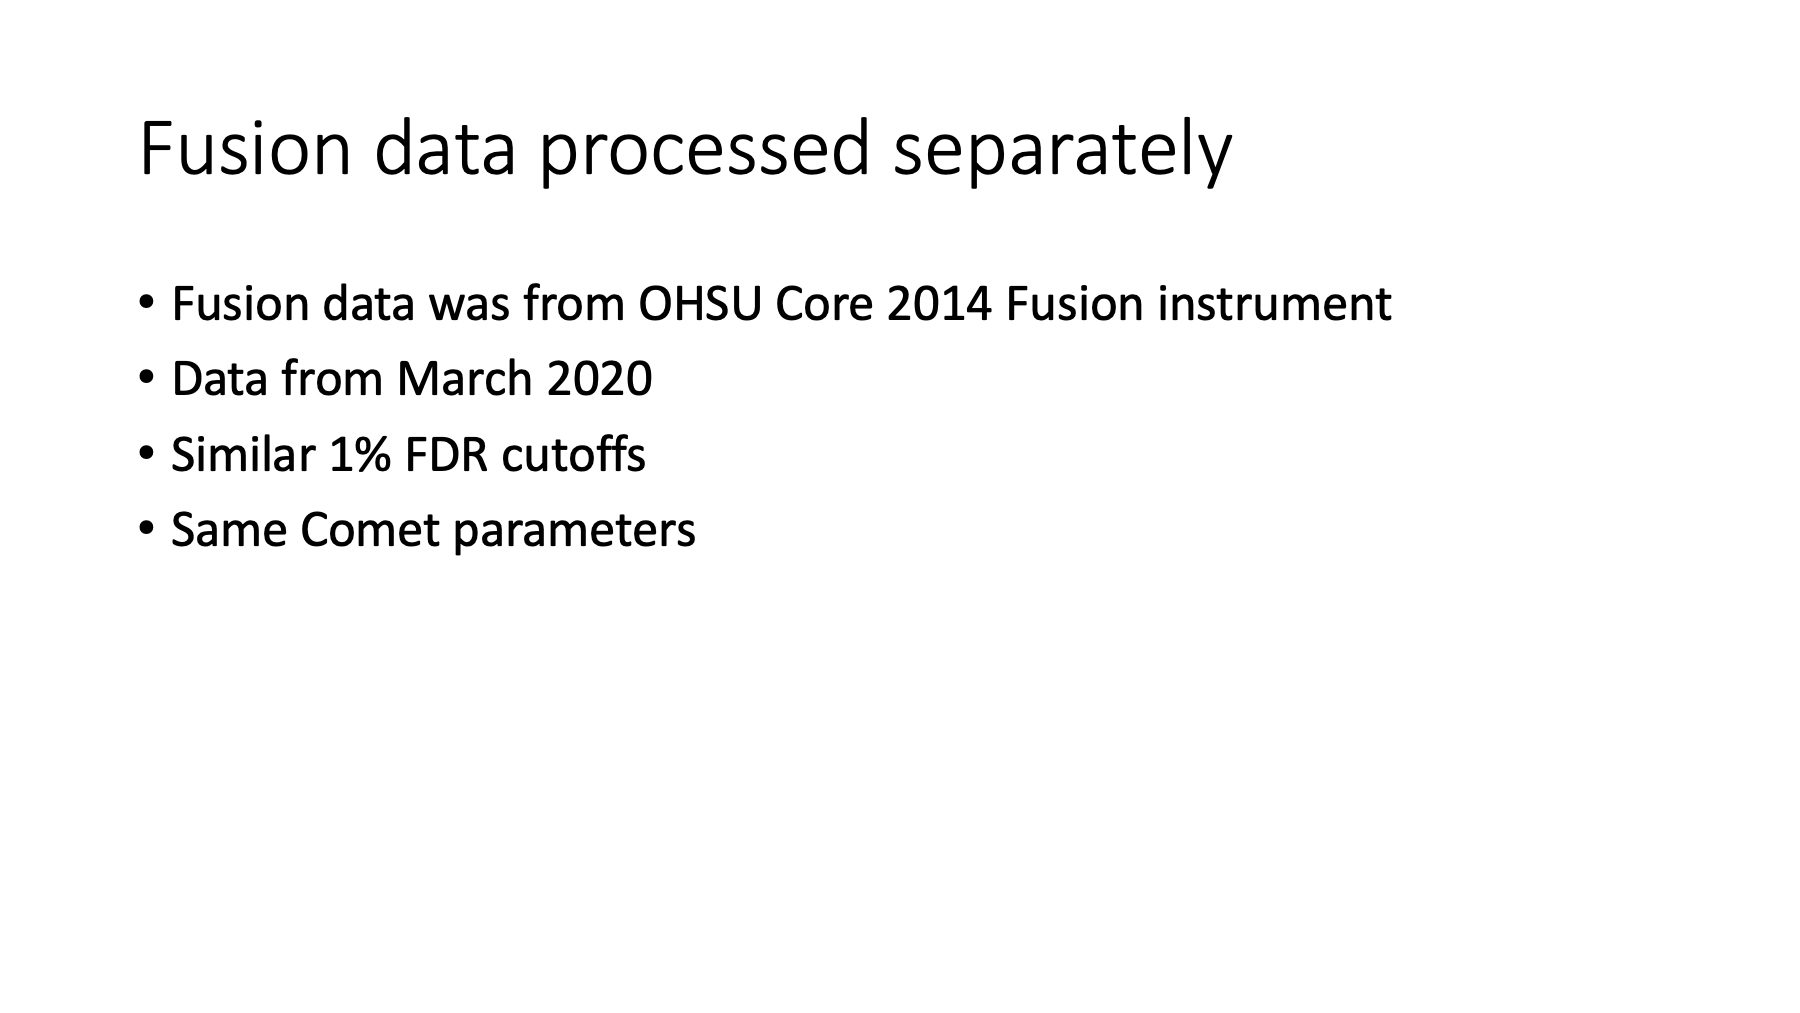 Fusion data processed separately
• Fusion data was from OHSU Core 2014 Fusion instrument
• Data from March 2020
• Similar 1% FDR cutoffs
• Same Comet parameters